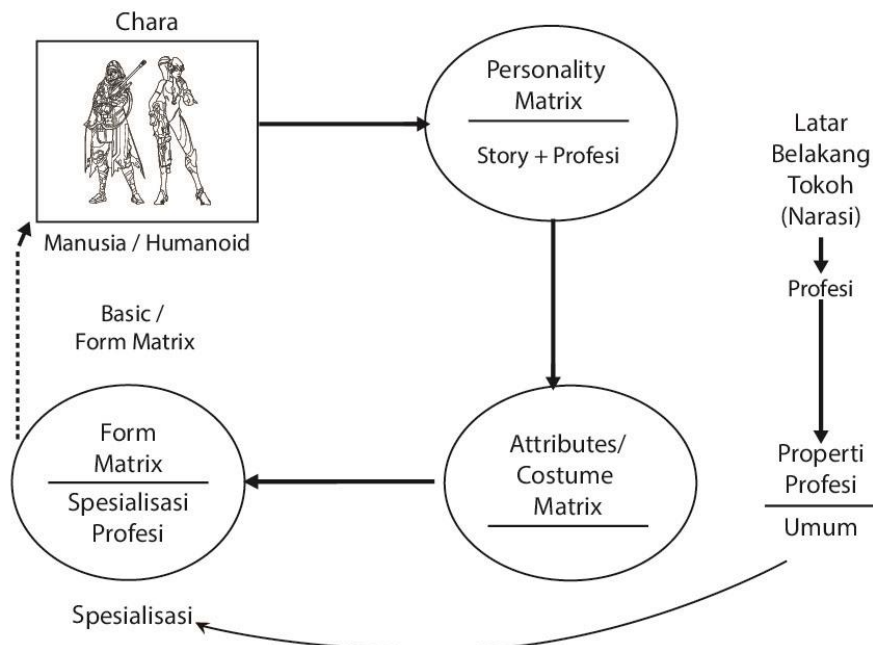 Chara
Manusia / Humanoid
Personality
Matrix
Story + Profesi
Latar
Belakang
Tokoh
(Narasi)
Profesi
Properti
Profesi
Umum
Attributes/
Costume
Matrix
Basic /
Form Matrix
Form
Matrix
Spesialisasi
Profesi
Spesialisasi